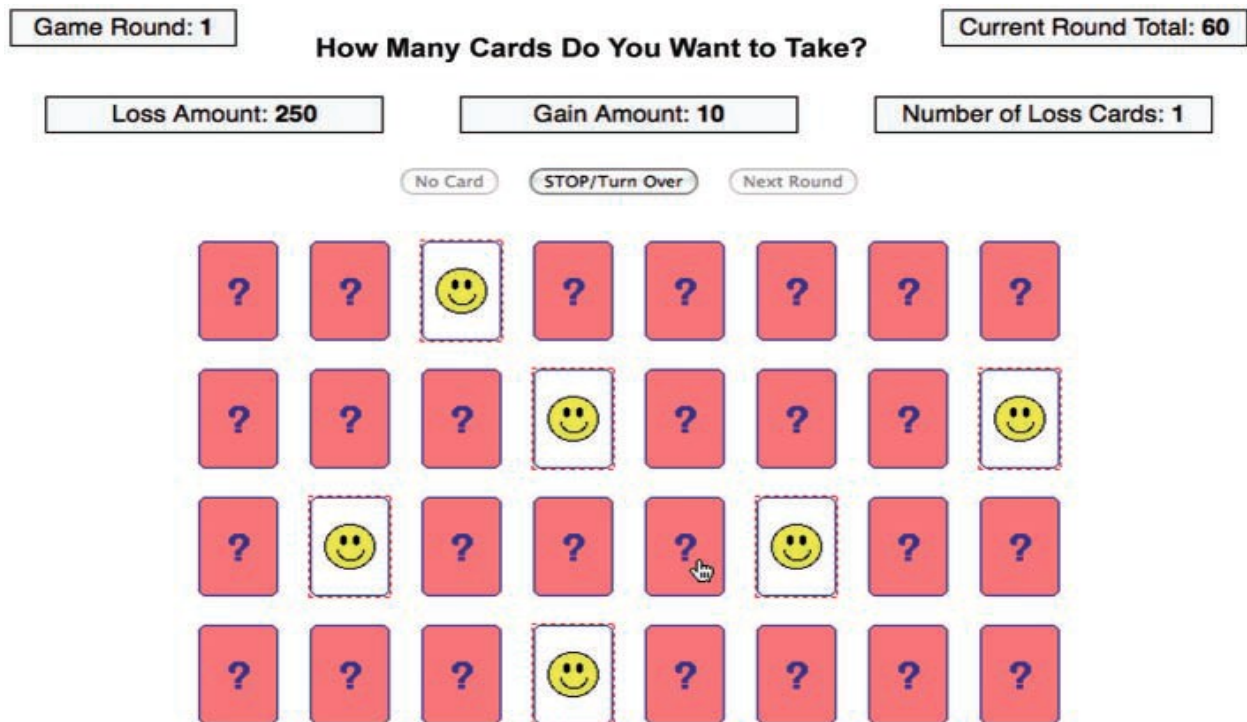 Game Round: 1
Current Round Total: 60
How Many Cards Do You Want to Take?
Loss Amount: 250
Gain Amount: 10
Number of Loss Cards: 1
No Card
STOP/Turn Over
Next Round
? ? ? ? ? ? ?
? ? ? ? ? ?
? ? ? ? ? ?
? ? ? ? ? ? ?